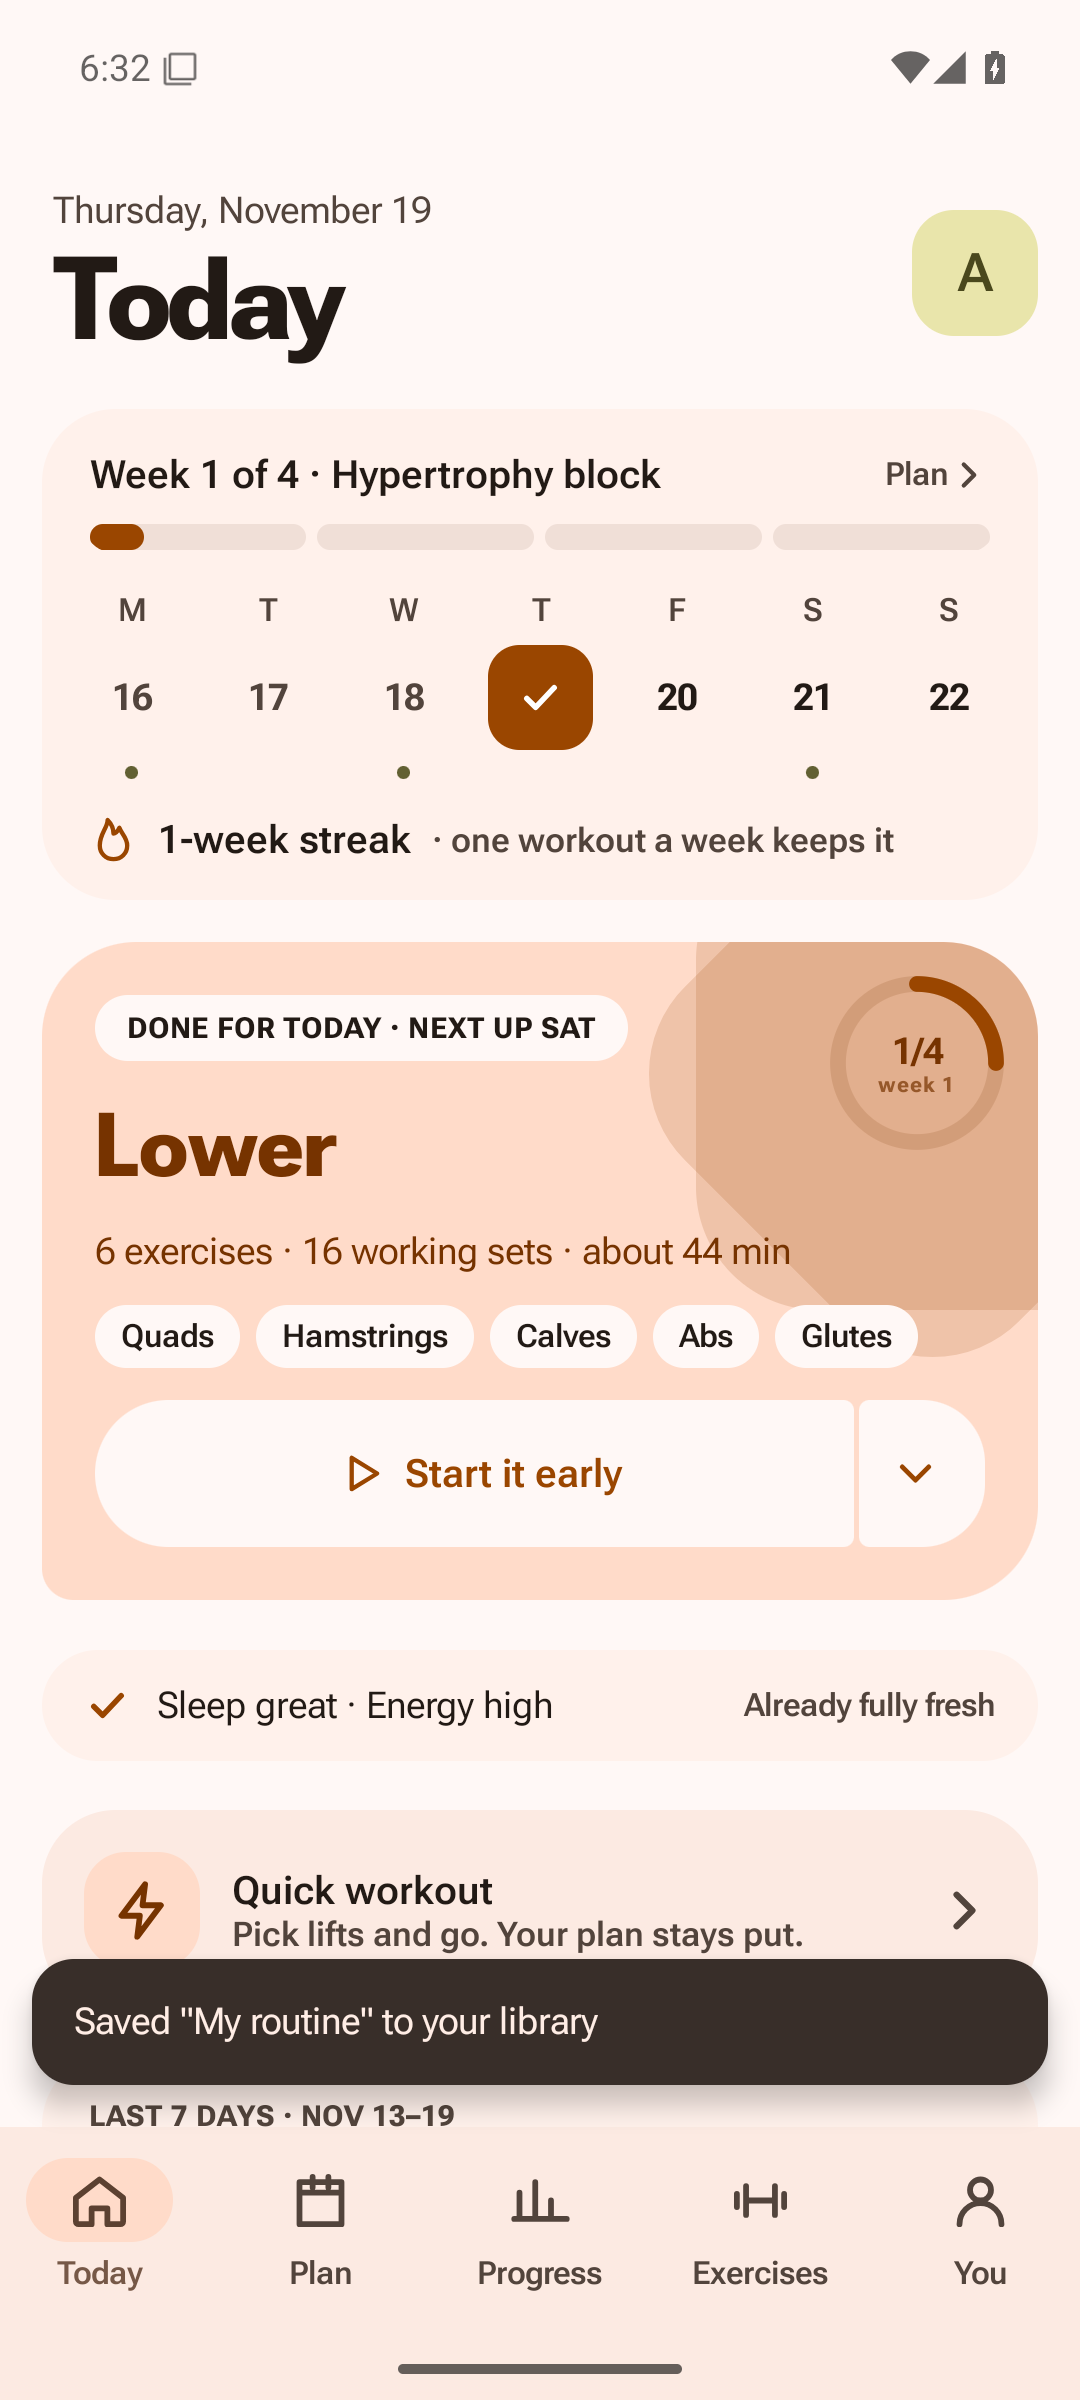 6:32
Thursday, November 19
Today
A
Week 1 of 4 · Hypertrophy block
Plan
M T W T F S S
16 17 18 20 21 22
1-week streak · one workout a week keeps it
DONE FOR TODAY · NEXT UP SAT
1/4
week 1
Lower
6 exercises · 16 working sets · about 44 min
Quads Hamstrings Calves Abs Glutes
Start it early
Sleep great · Energy high
Already fully fresh
Quick workout
Pick lifts and go. Your plan stays put.
Saved "My routine" to your library
LAST 7 DAYS · NOV 13–19
Today Plan Progress Exercises You